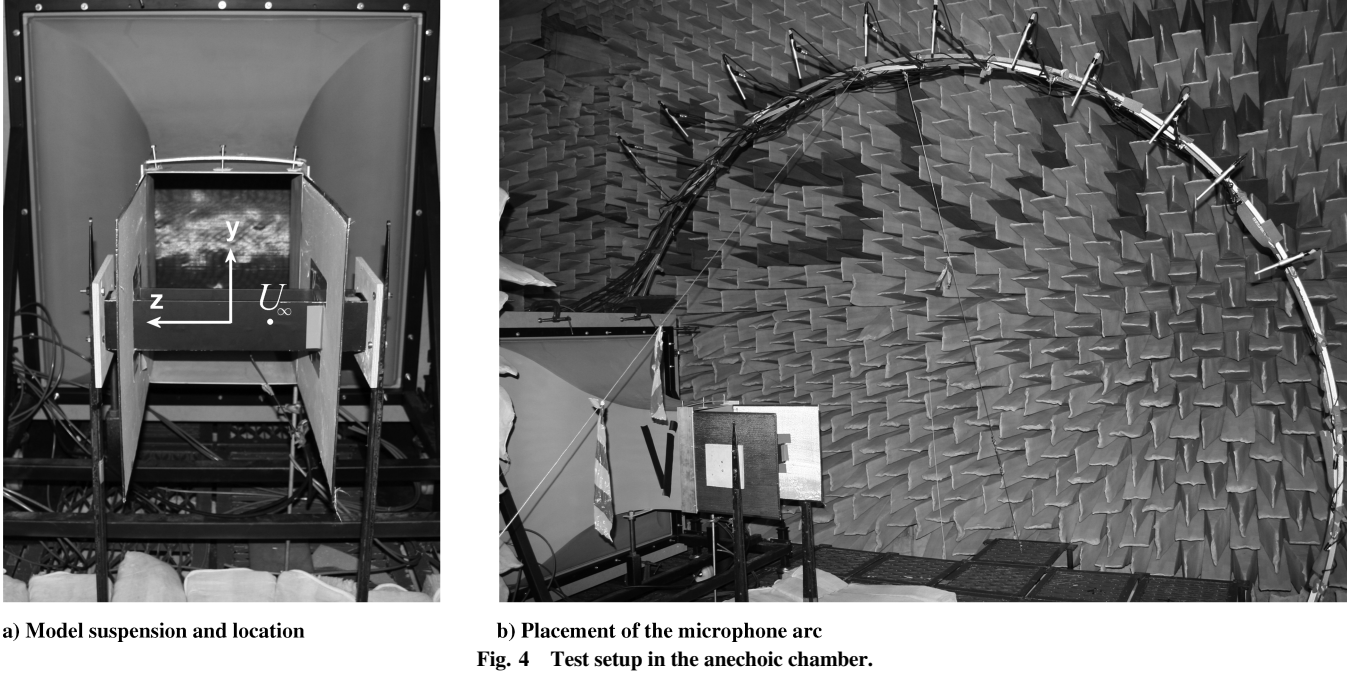 y
z
U∞
a) Model suspension and location
b) Placement of the microphone arc
Fig. 4 Test setup in the anechoic chamber.